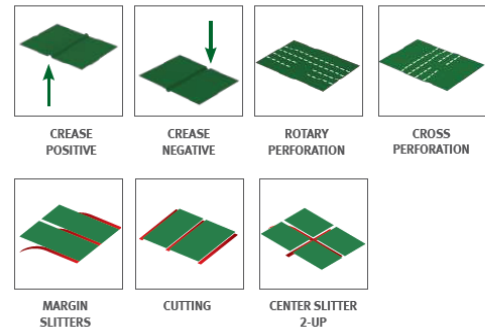 CREASE
POSITIVE
CREASE
NEGATIVE
ROTARY
PERFORATION
CROSS
PERFORATION
MARGIN
SLITTERS
CUTTING
CENTER SLITTER
2-UP